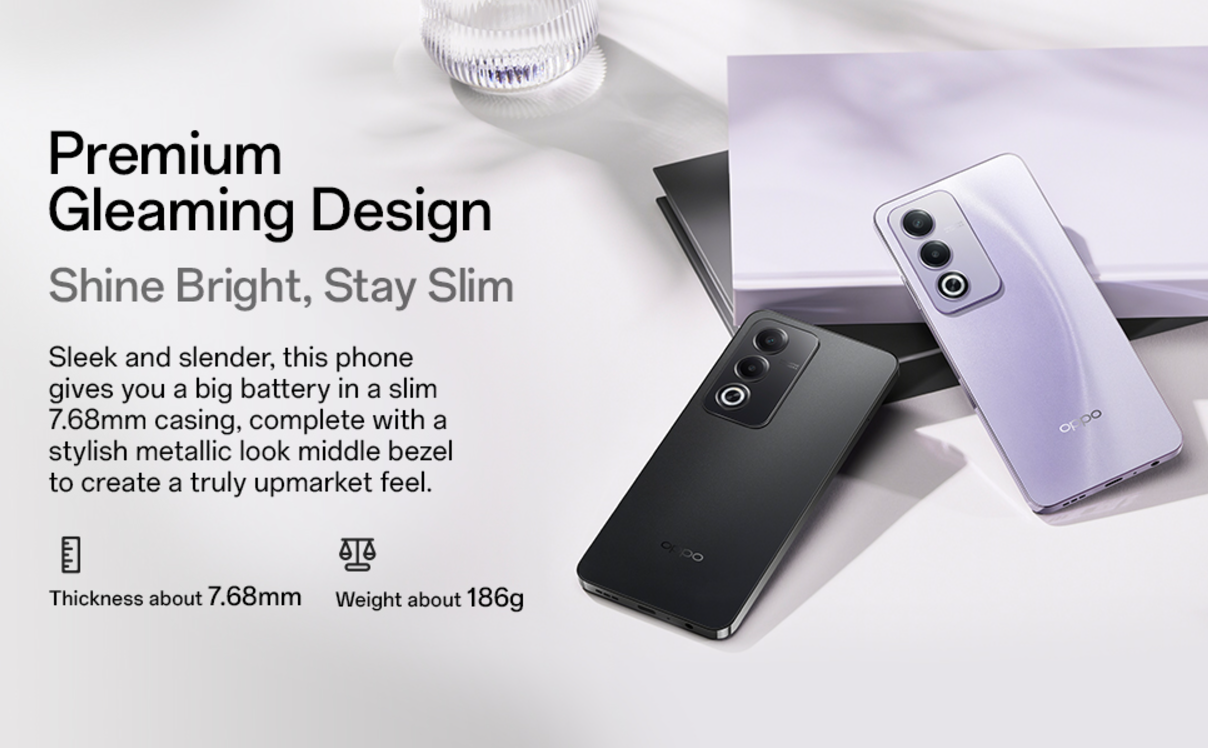 Premium
Gleaming Design
Shine Bright, Stay Slim
Sleek and slender, this phone
gives you a big battery in a slim
7.68mm casing, complete with a
stylish metallic look middle bezel
to create a truly upmarket feel.
Thickness about 7.68mm
Weight about 186g
oppo
oppo